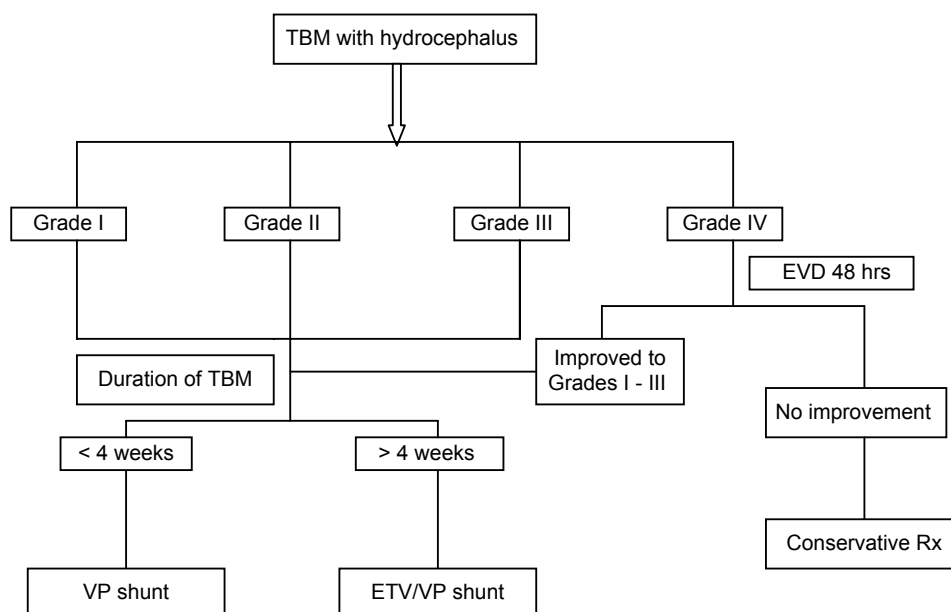 TBM with hydrocephalus
Grade I
Grade II
Grade III
Grade IV
EVD 48 hrs
Duration of TBM
Improved to
Grades I - III
No improvement
< 4 weeks
> 4 weeks
Conservative Rx
VP shunt
ETV/VP shunt